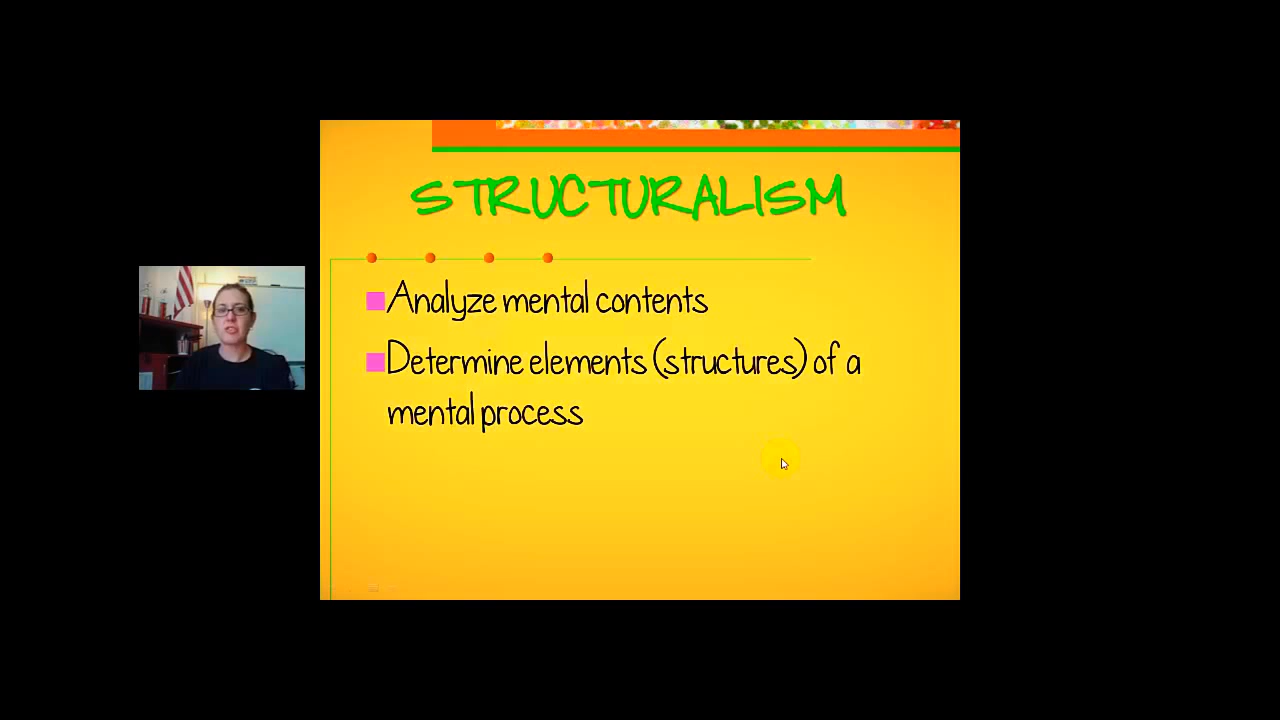 STRUCTURALISM
Analyze mental contents
Determine elements (structures) of a
mental process